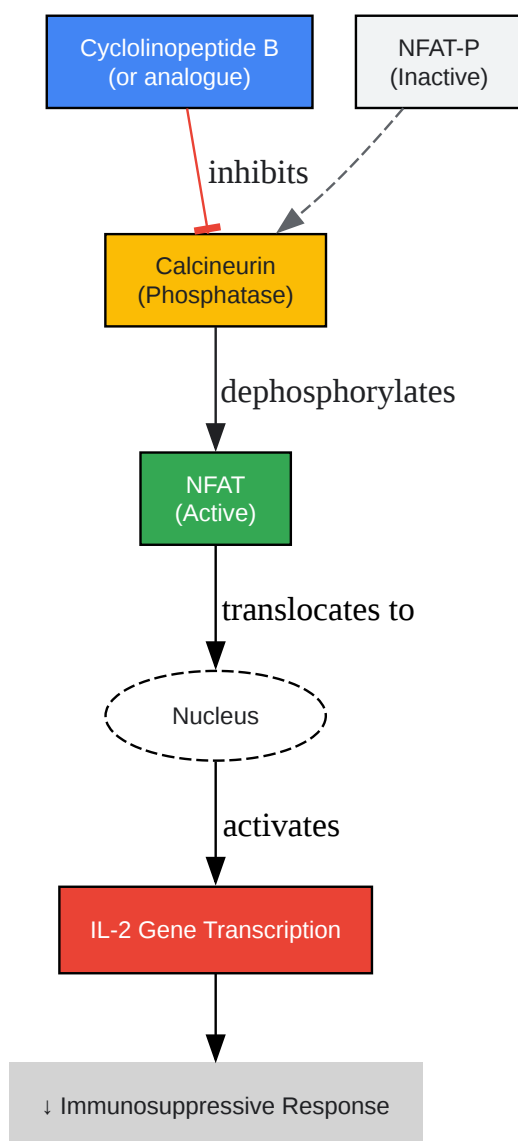 Cyclolinopeptide B
(or analogue)
NFAT-P
(Inactive)
inhibits
Calcineurin
(Phosphatase)
dephosphorylates
NFAT
(Active)
translocates to
Nucleus
activates
IL-2 Gene Transcription
↓ Immunosuppressive Response